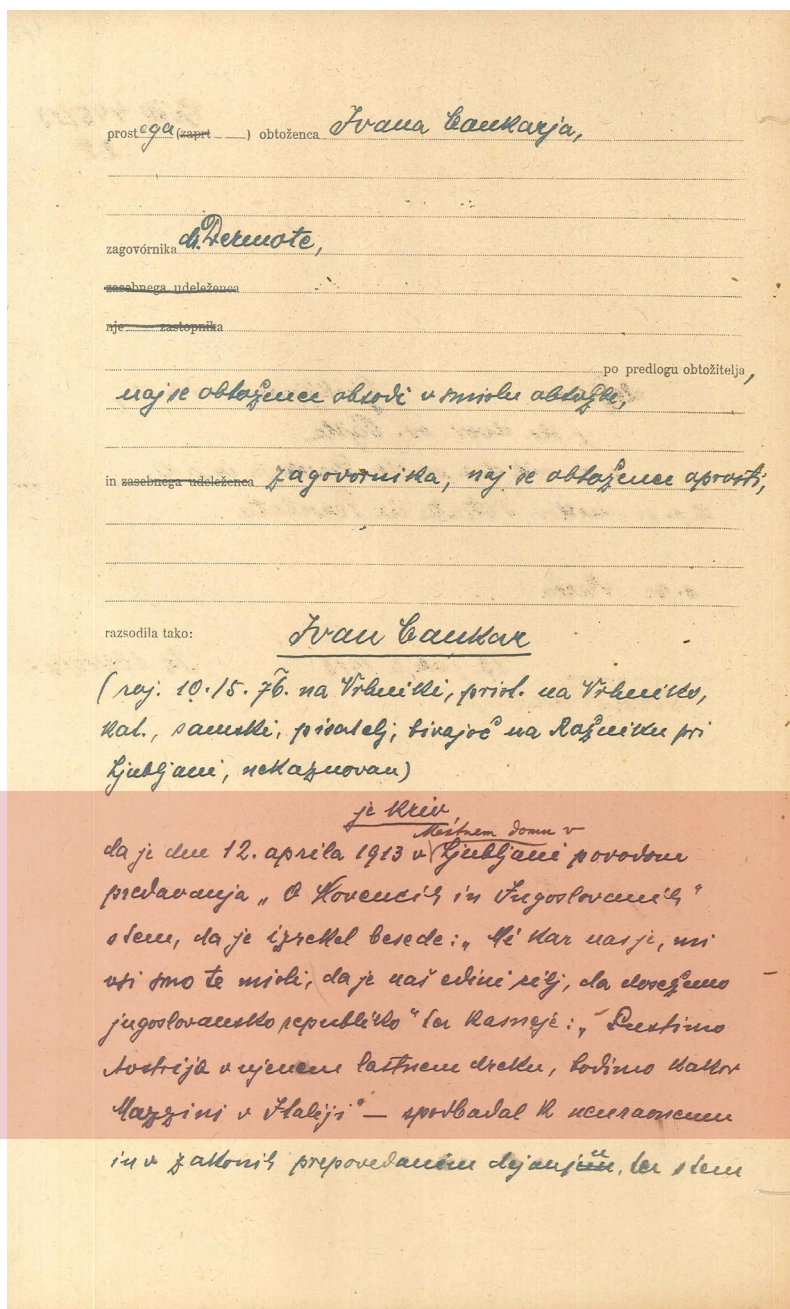 prostega (zaprt ) obtoženca Ivana Cankarja,
zagovórnika dr. Dermote,
zasebnega udeleženca
nje zastopnika
po predlogu obtožitelja,
naj se obtoženec obsodi v smislu obtožbe,
in zasebnega udeleženca zagovornika, naj se obtoženec oprosti,
razsodila tako: Ivan Cankar
(roj. 10./5. 76. na Vrhniki, prist. na Vrhniko,
kat., samski, pisatelj, bivajoč na Rožniku pri
Ljubljani, nekaznovan)
je kriv
Mestnem domu v
da je dne 12. aprila 1913 v Ljubljani povodom
predavanja „O Slovencih in Jugoslovanih"
s tem, da je izrekel besede: „Mi kar nas je, mi
vsi smo te misli, da je naš edini cilj, da dosežemo
jugoslovansko republiko" ter kasneje: „Pustimo
Avstrijo v njenem lastnem dreku, bodimo kakor
Mazzini v Italiji" — spodbadal k nenravnemu
in v zakonih prepovedanim dejanjem, ter s tem